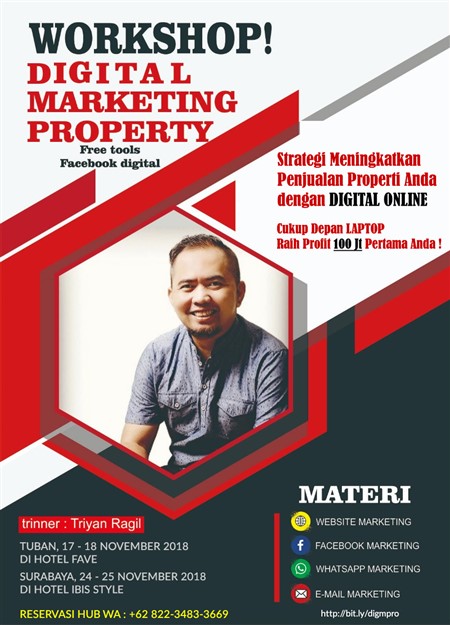 WORKSHOP!
DIGITAL
MARKETING
PROPERTY
Free tools
Facebook digital
Strategi Meningkatkan
Penjualan Properti Anda
dengan DIGITAL ONLINE
Cukup Depan LAPTOP
Raih Profit 100 Jt Pertama Anda !
trinner : Triyan Ragil
TUBAN, 17 - 18 NOVEMBER 2018
DI HOTEL FAVE
SURABAYA, 24 - 25 NOVEMBER 2018
DI HOTEL IBIS STYLE
RESERVASI HUB WA : +62 822-3483-3669
MATERI
WEBSITE MARKETING
FACEBOOK MARKETING
WHATSAPP MARKETING
E-MAIL MARKETING
http://bit.ly/digmpro